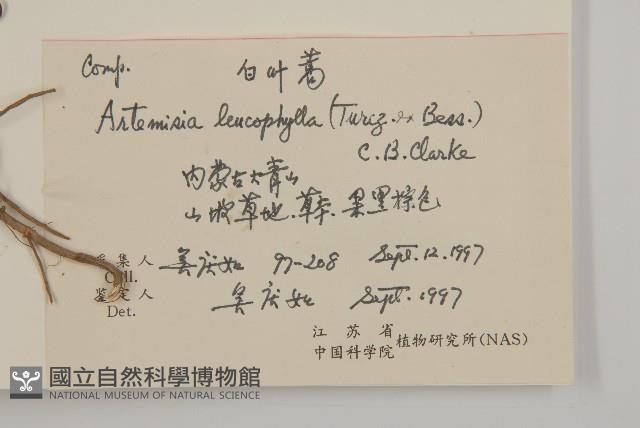 Comp. 白叶蒿
Artemisia leucophylla (Turcz. ex Bess.)
C.B.Clarke
内蒙古大青山
山坡草地.草本.果黑棕色
采集人 吴庆如 97-208 Sept. 12. 1997
Coll.
鉴定人 吴庆如 Sept. 1997
Det.
江苏省
中国科学院 植物研究所(NAS)
國立自然科學博物館
NATIONAL MUSEUM OF NATURAL SCIENCE